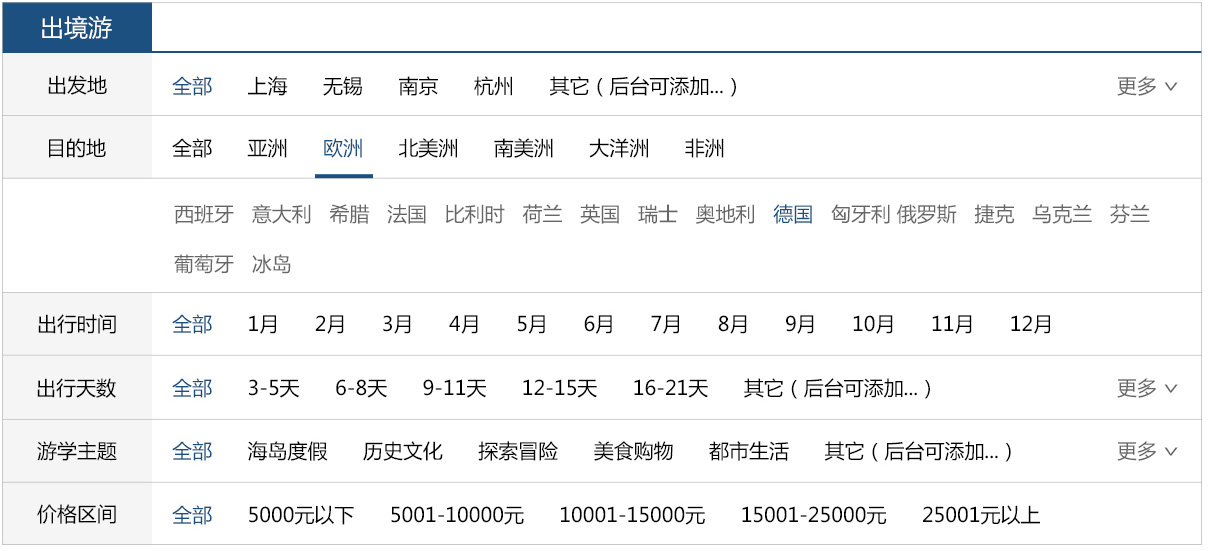 出境游
出发地 全部 上海 无锡 南京 杭州 其它（后台可添加...） 更多
目的地 全部 亚洲 欧洲 北美洲 南美洲 大洋洲 非洲
西班牙 意大利 希腊 法国 比利时 荷兰 英国 瑞士 奥地利 德国 匈牙利 俄罗斯 捷克 乌克兰 芬兰
葡萄牙 冰岛
出行时间 全部 1月 2月 3月 4月 5月 6月 7月 8月 9月 10月 11月 12月
出行天数 全部 3-5天 6-8天 9-11天 12-15天 16-21天 其它（后台可添加...） 更多
游学主题 全部 海岛度假 历史文化 探索冒险 美食购物 都市生活 其它（后台可添加...） 更多
价格区间 全部 5000元以下 5001-10000元 10001-15000元 15001-25000元 25001元以上